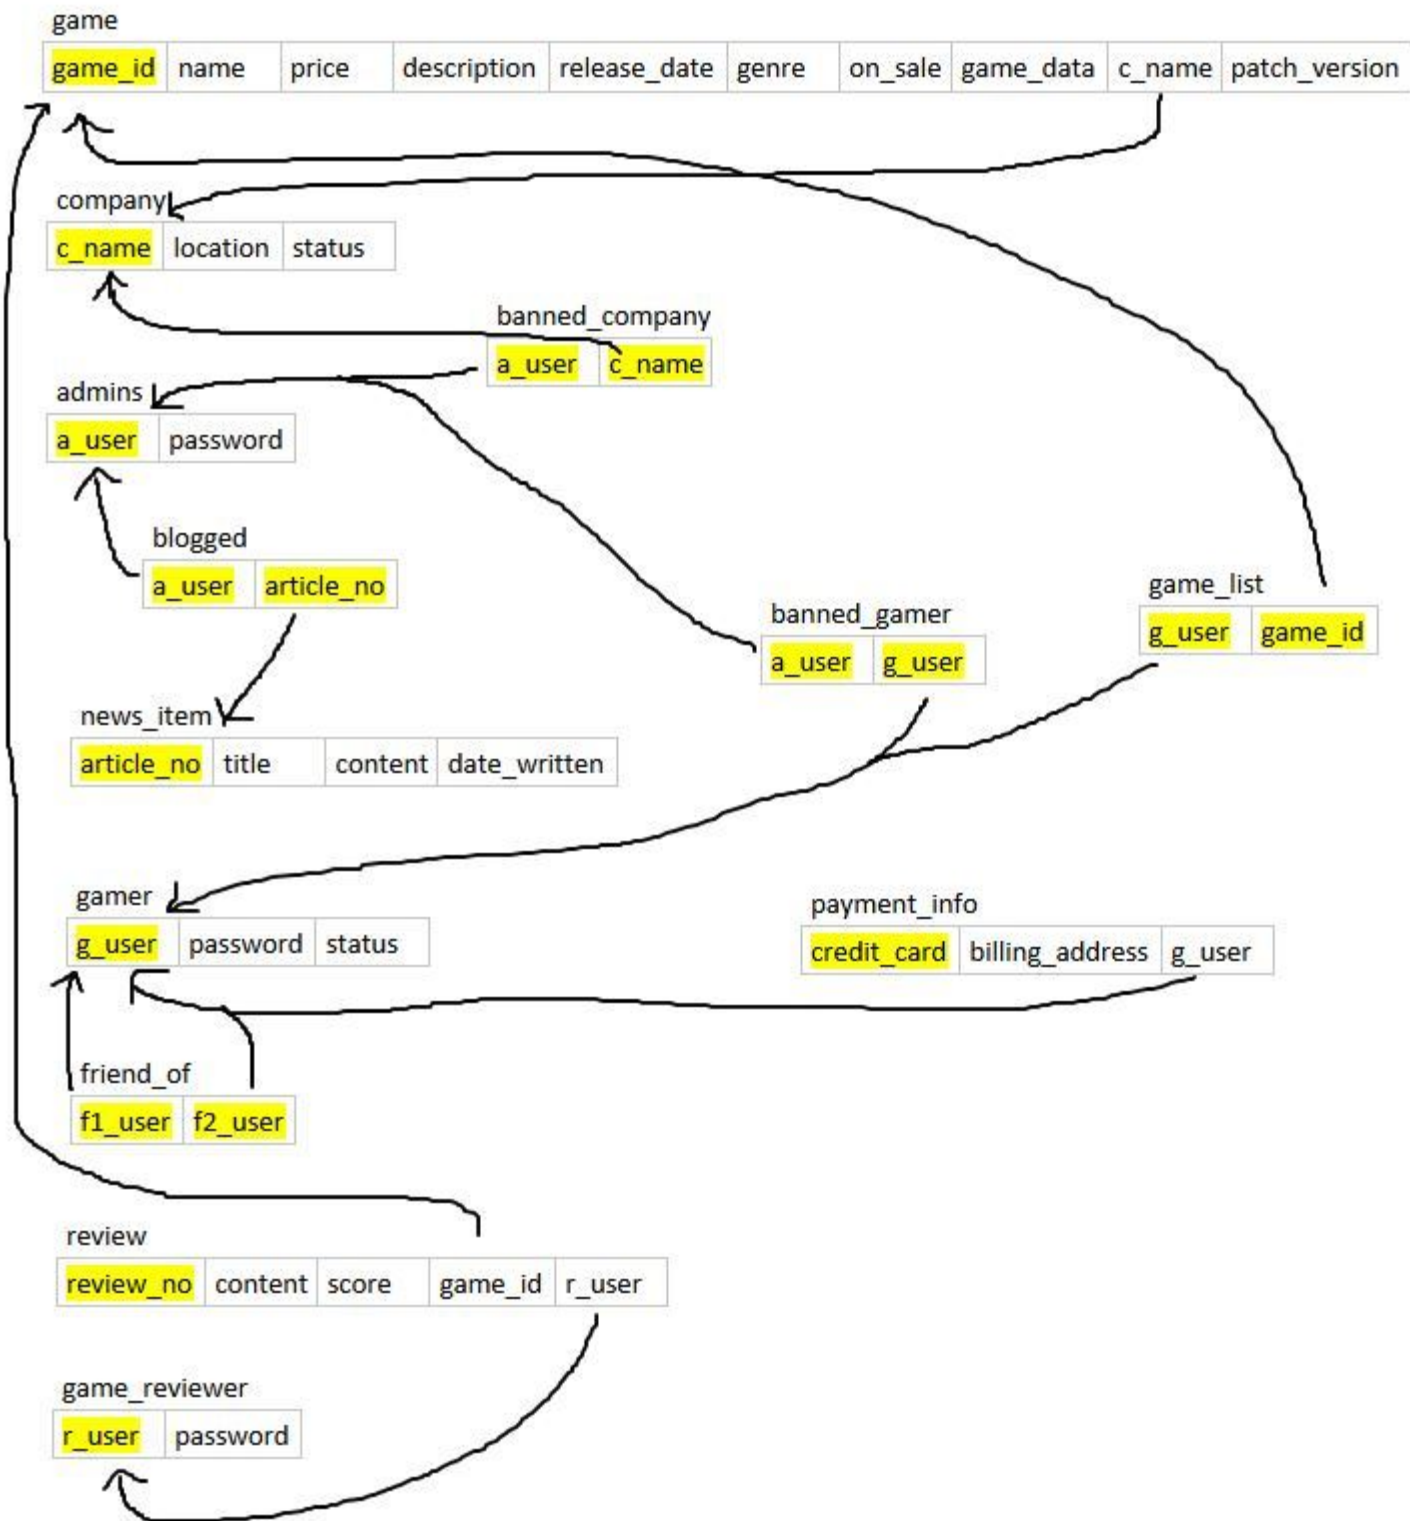 game
game_id name price description release_date genre on_sale game_data c_name patch_version
company
c_name location status
banned_company
a_user c_name
admins
a_user password
blogged
a_user article_no
game_list
g_user game_id
banned_gamer
a_user g_user
news_item
article_no title content date_written
gamer
g_user password status
payment_info
credit_card billing_address g_user
friend_of
f1_user f2_user
review
review_no content score game_id r_user
game_reviewer
r_user password